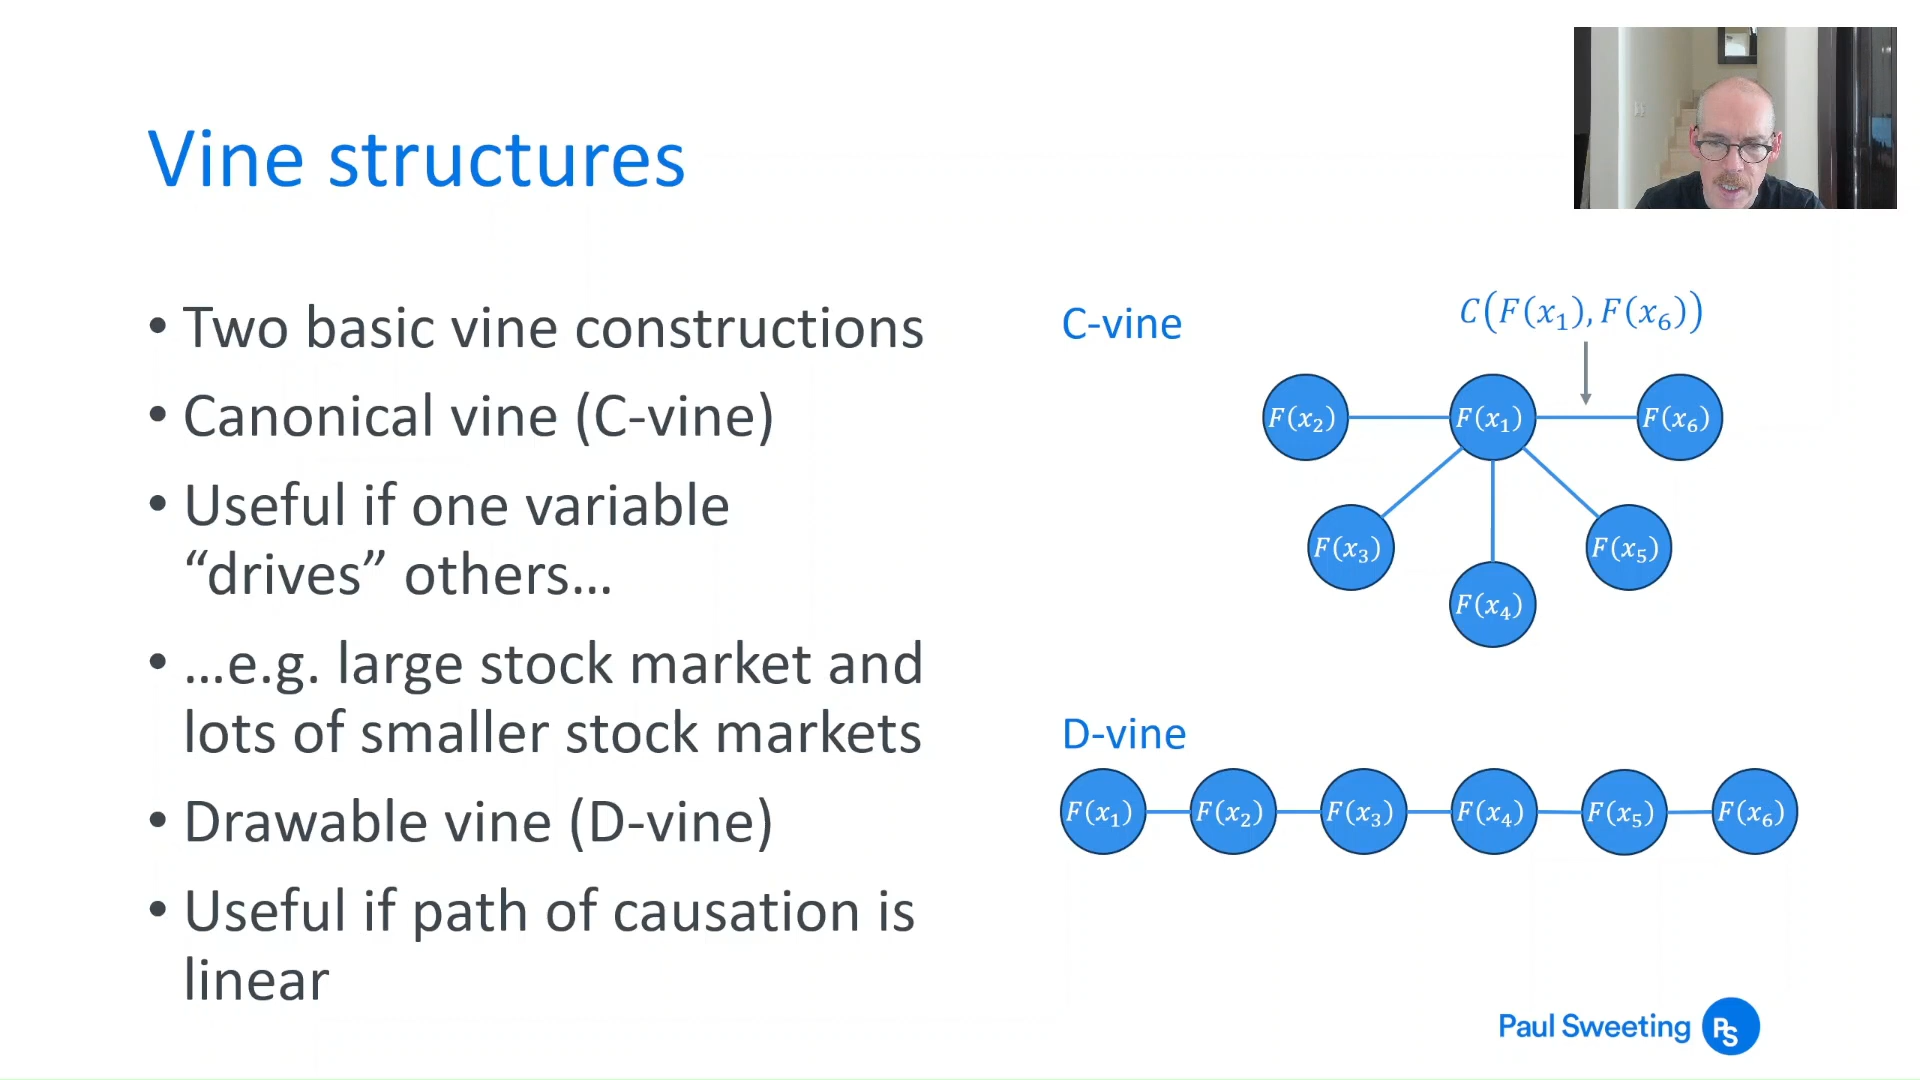 Vine structures
• Two basic vine constructions
• Canonical vine (C-vine)
• Useful if one variable
“drives” others…
• …e.g. large stock market and
lots of smaller stock markets
• Drawable vine (D-vine)
• Useful if path of causation is
linear
C-vine
C(F(x₁), F(x₆))
F(x₂) F(x₁) F(x₆)
F(x₃) F(x₅)
F(x₄)
D-vine
F(x₁) F(x₂) F(x₃) F(x₄) F(x₅) F(x₆)
Paul Sweeting PS